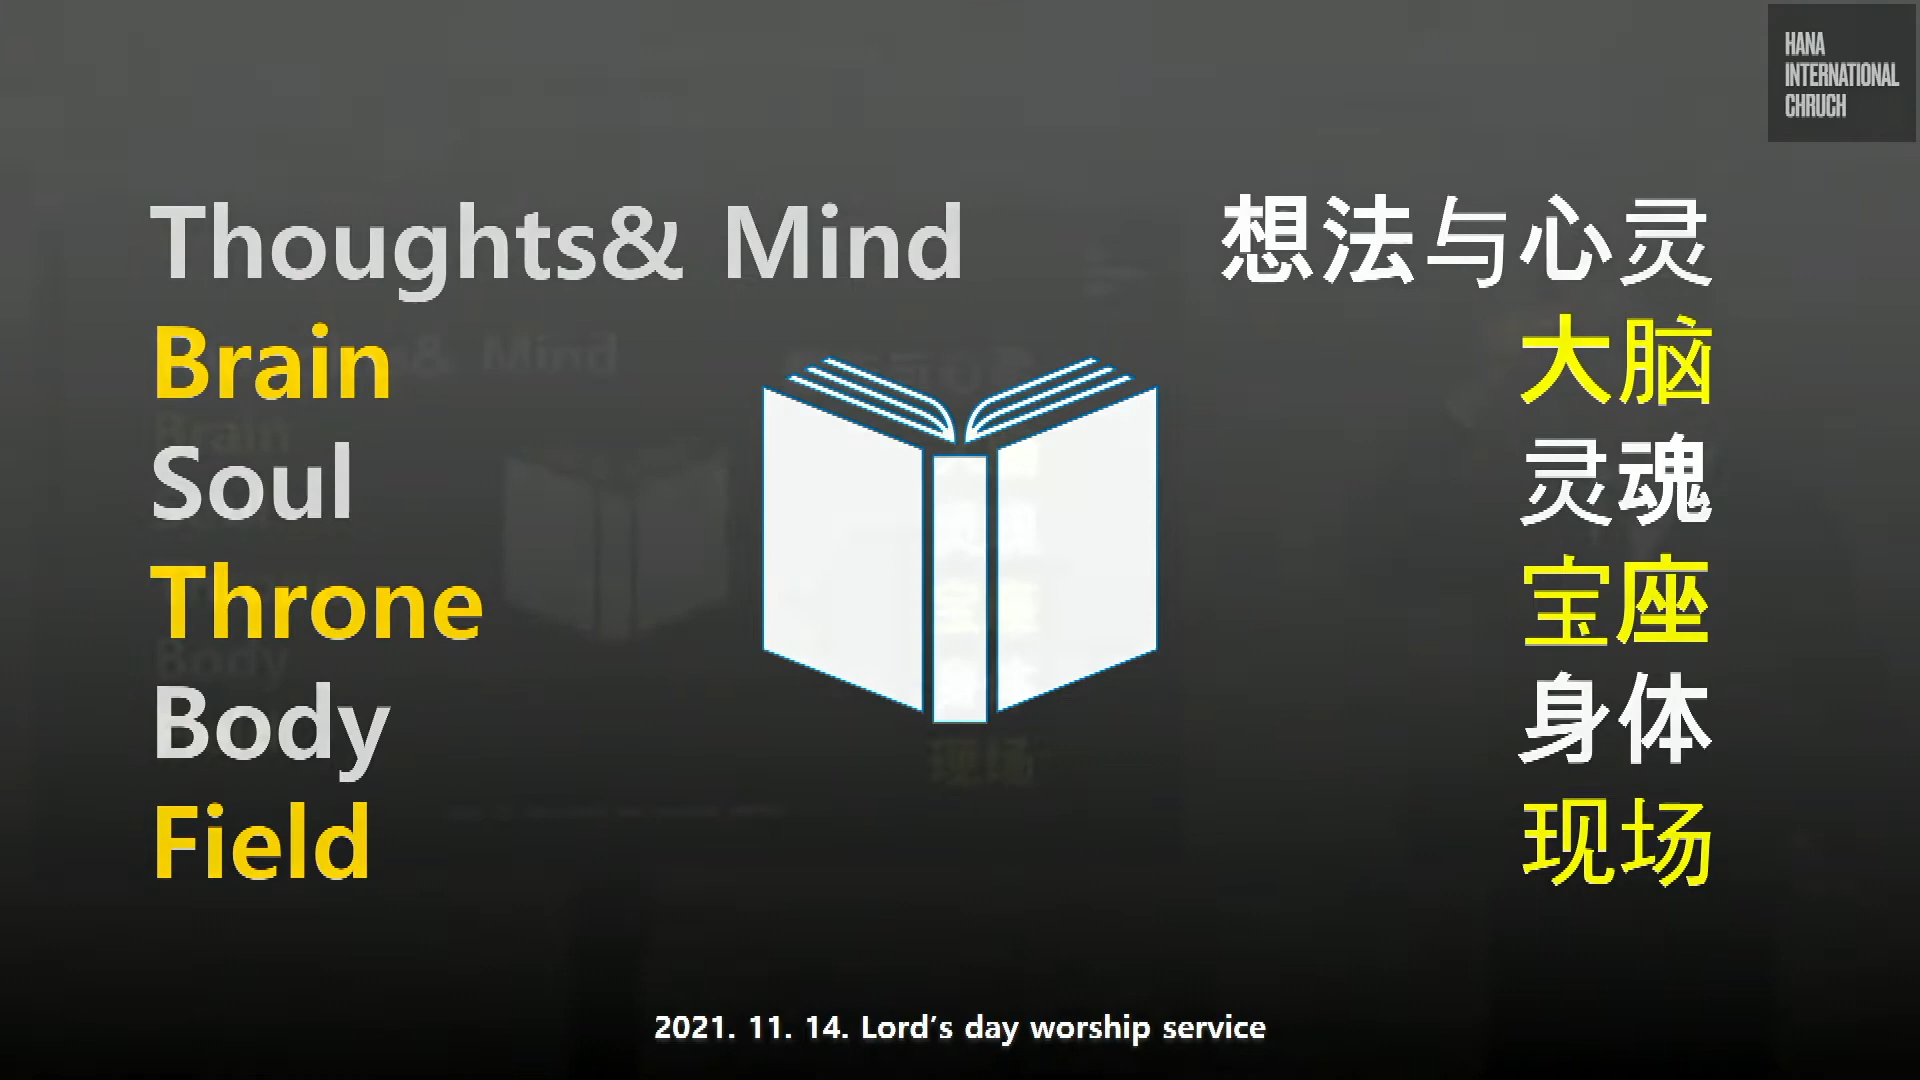 HANA
INTERNATIONAL
CHRUCH
Thoughts& Mind
想法与心灵
Brain
大脑
Soul
灵魂
Throne
宝座
Body
身体
Field
现场
2021. 11. 14. Lord's day worship service